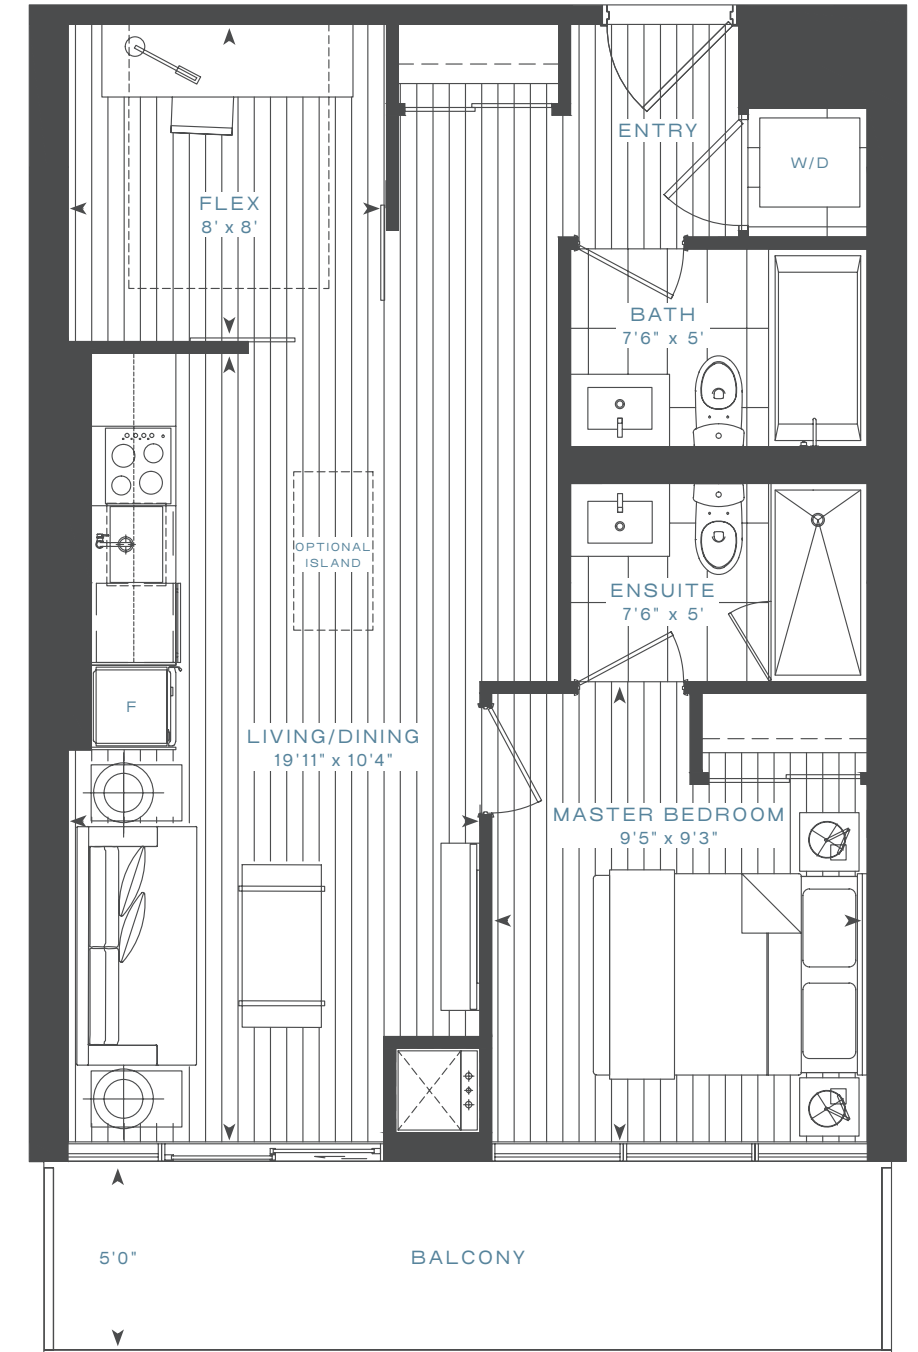 ENTRY
W/D
FLEX
8' x 8'
BATH
7'6" x 5'
OPTIONAL
ISLAND
ENSUITE
7'6" x 5'
F
LIVING/DINING
19'11" x 10'4"
MASTER BEDROOM
9'5" x 9'3"
5'0"
BALCONY